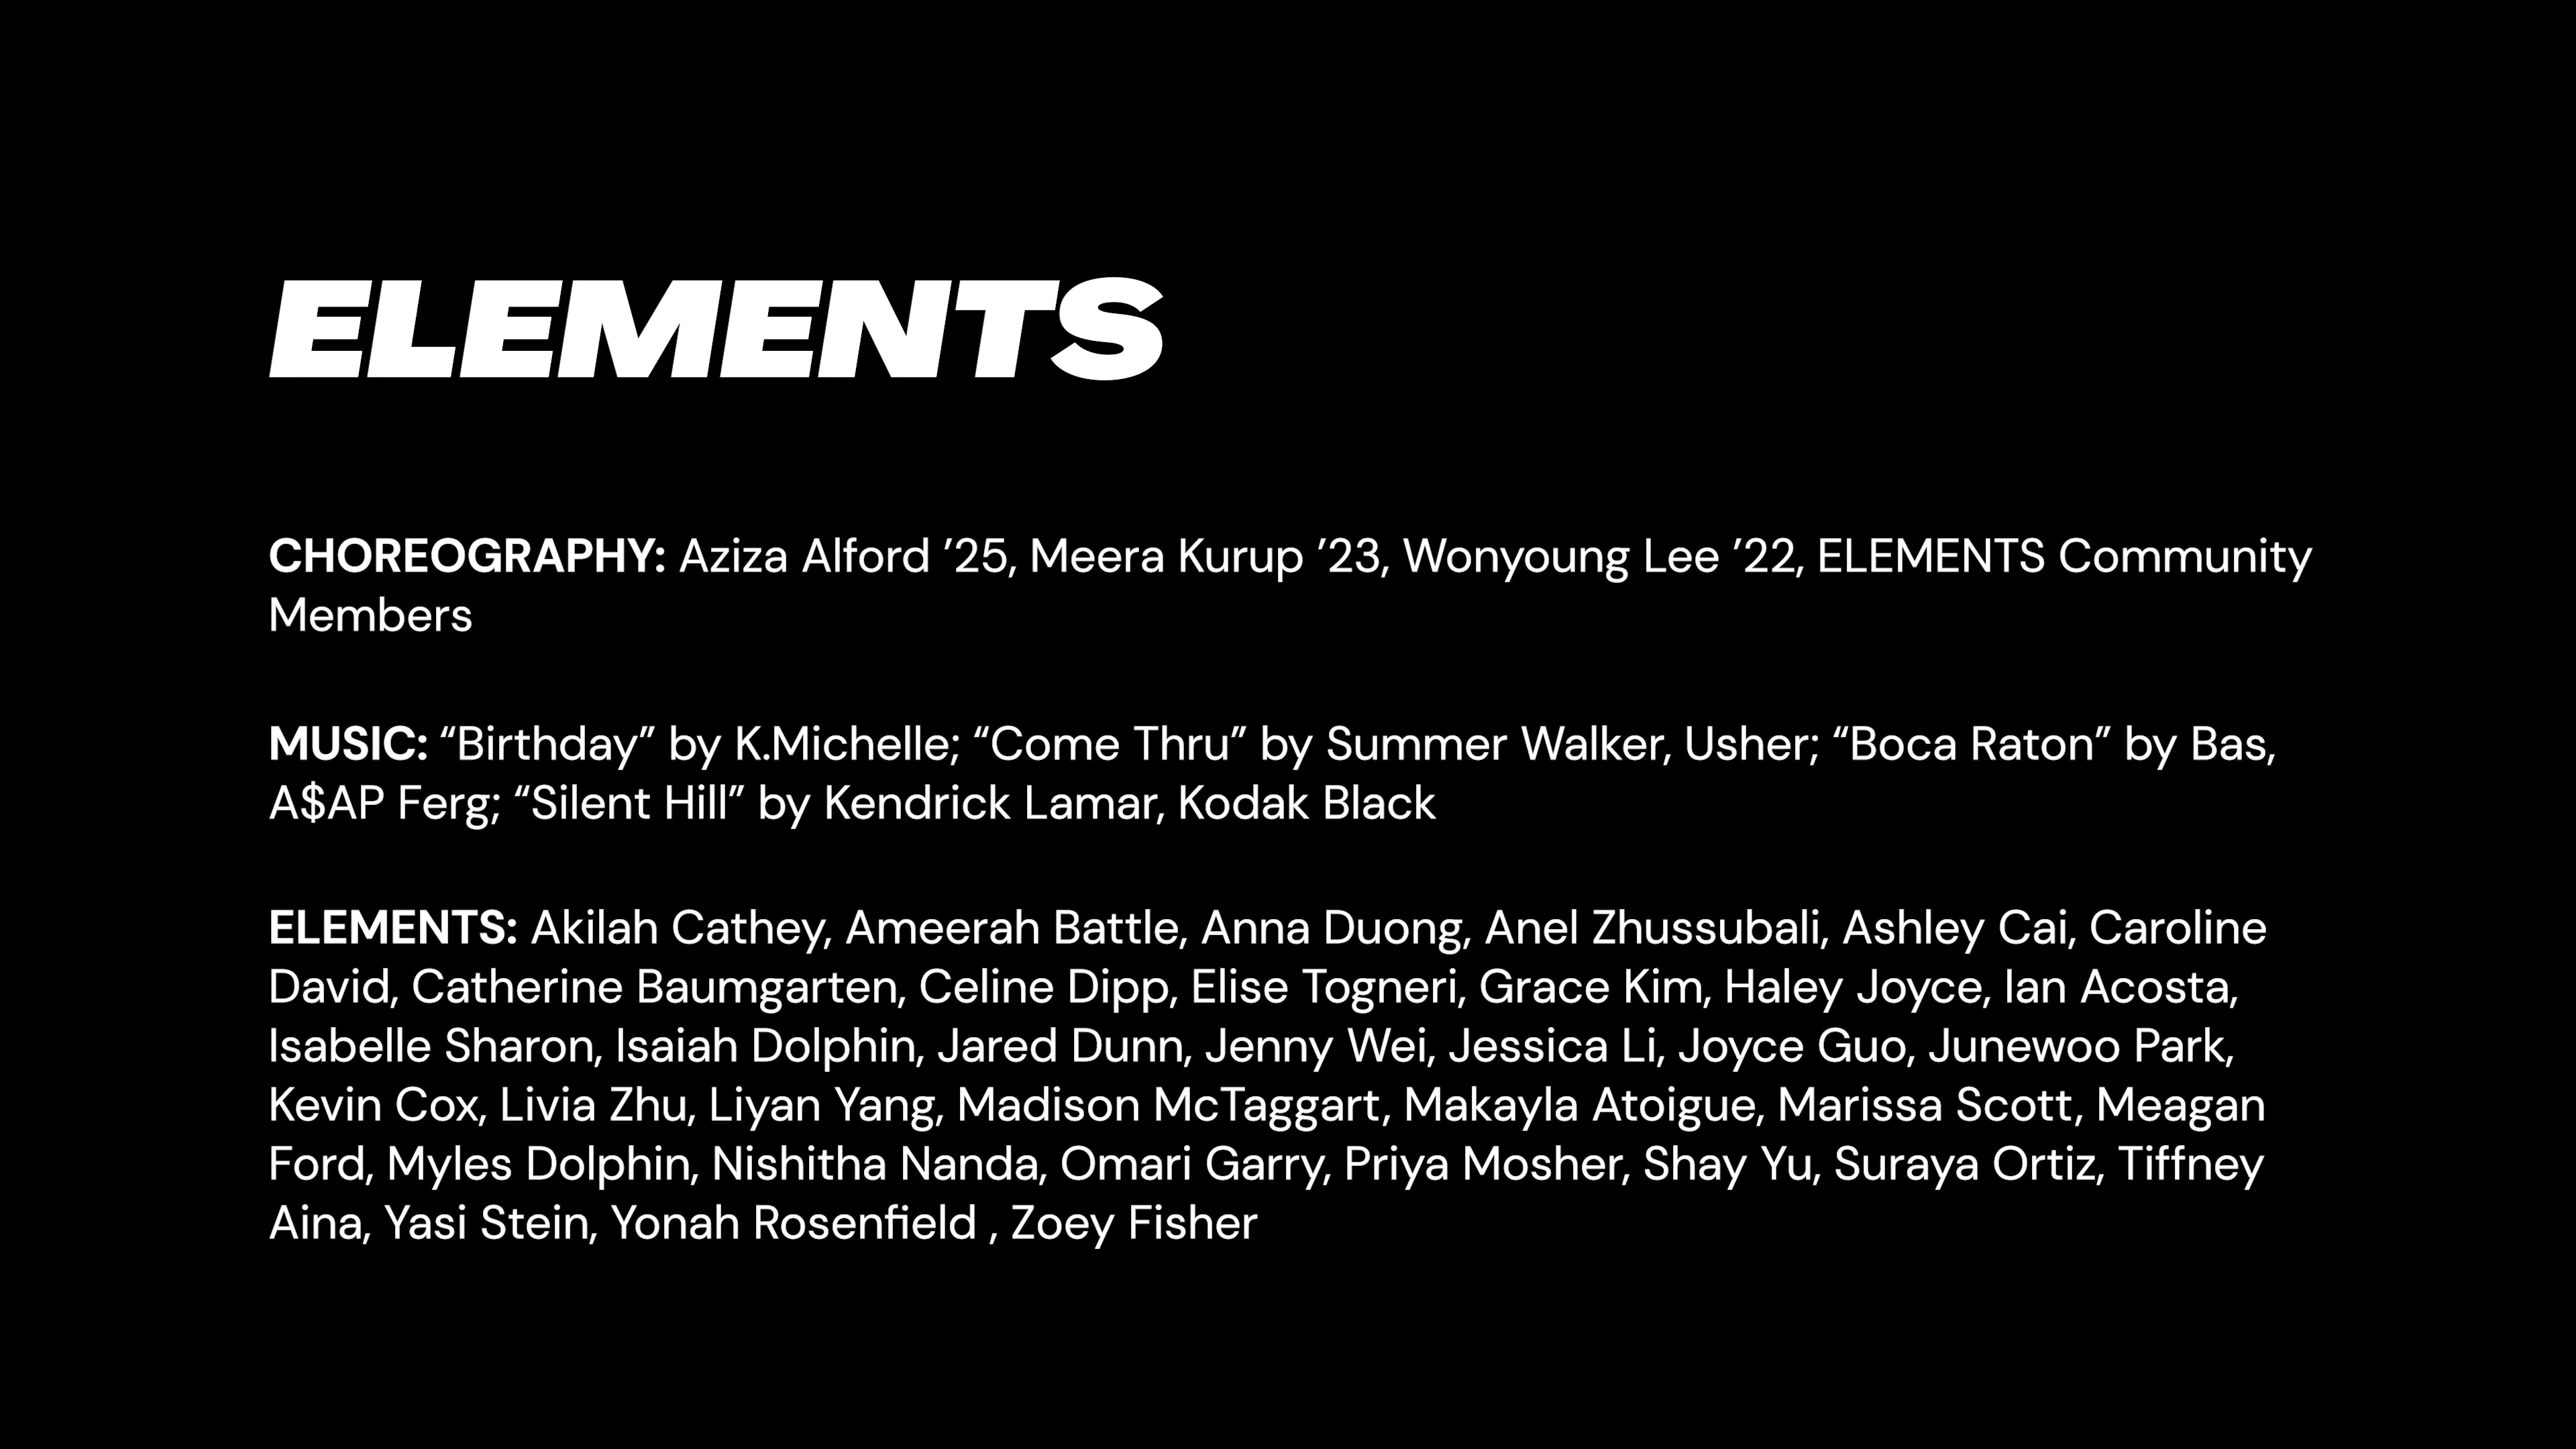 ELEMENTS
CHOREOGRAPHY: Aziza Alford ’25, Meera Kurup ’23, Wonyoung Lee ’22, ELEMENTS Community
Members
MUSIC: “Birthday” by K.Michelle; “Come Thru” by Summer Walker, Usher; “Boca Raton” by Bas,
A$AP Ferg; “Silent Hill” by Kendrick Lamar, Kodak Black
ELEMENTS: Akilah Cathey, Ameerah Battle, Anna Duong, Anel Zhussubali, Ashley Cai, Caroline
David, Catherine Baumgarten, Celine Dipp, Elise Togneri, Grace Kim, Haley Joyce, Ian Acosta,
Isabelle Sharon, Isaiah Dolphin, Jared Dunn, Jenny Wei, Jessica Li, Joyce Guo, Junewoo Park,
Kevin Cox, Livia Zhu, Liyan Yang, Madison McTaggart, Makayla Atoigue, Marissa Scott, Meagan
Ford, Myles Dolphin, Nishitha Nanda, Omari Garry, Priya Mosher, Shay Yu, Suraya Ortiz, Tiffney
Aina, Yasi Stein, Yonah Rosenfield , Zoey Fisher